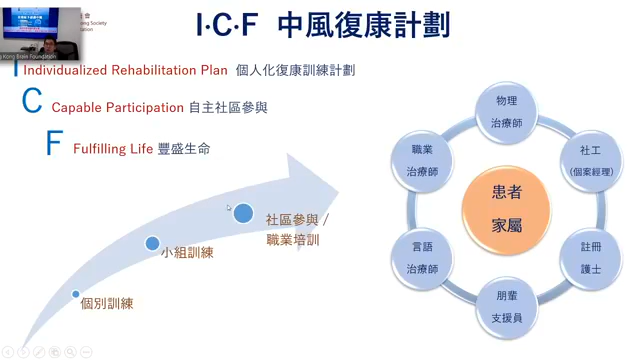 I·C·F 中風復康計劃
Individualized Rehabilitation Plan 個人化復康訓練計劃
C Capable Participation 自主社區參與
F Fulfilling Life 豐盛生命
社區參與 /
職業培訓
小組訓練
個別訓練
物理
治療師
社工
(個案經理)
註冊
護士
朋輩
支援員
言語
治療師
職業
治療師
患者
家屬